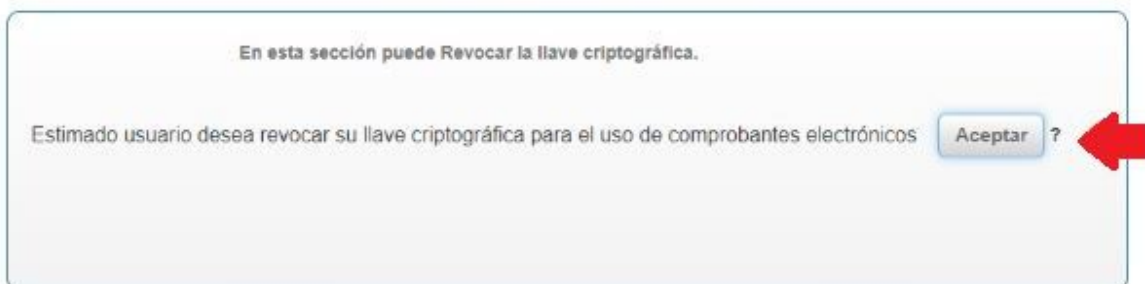 En esta sección puede Revocar la llave criptográfica.
Estimado usuario desea revocar su llave criptográfica para el uso de comprobantes electrónicos Aceptar ?